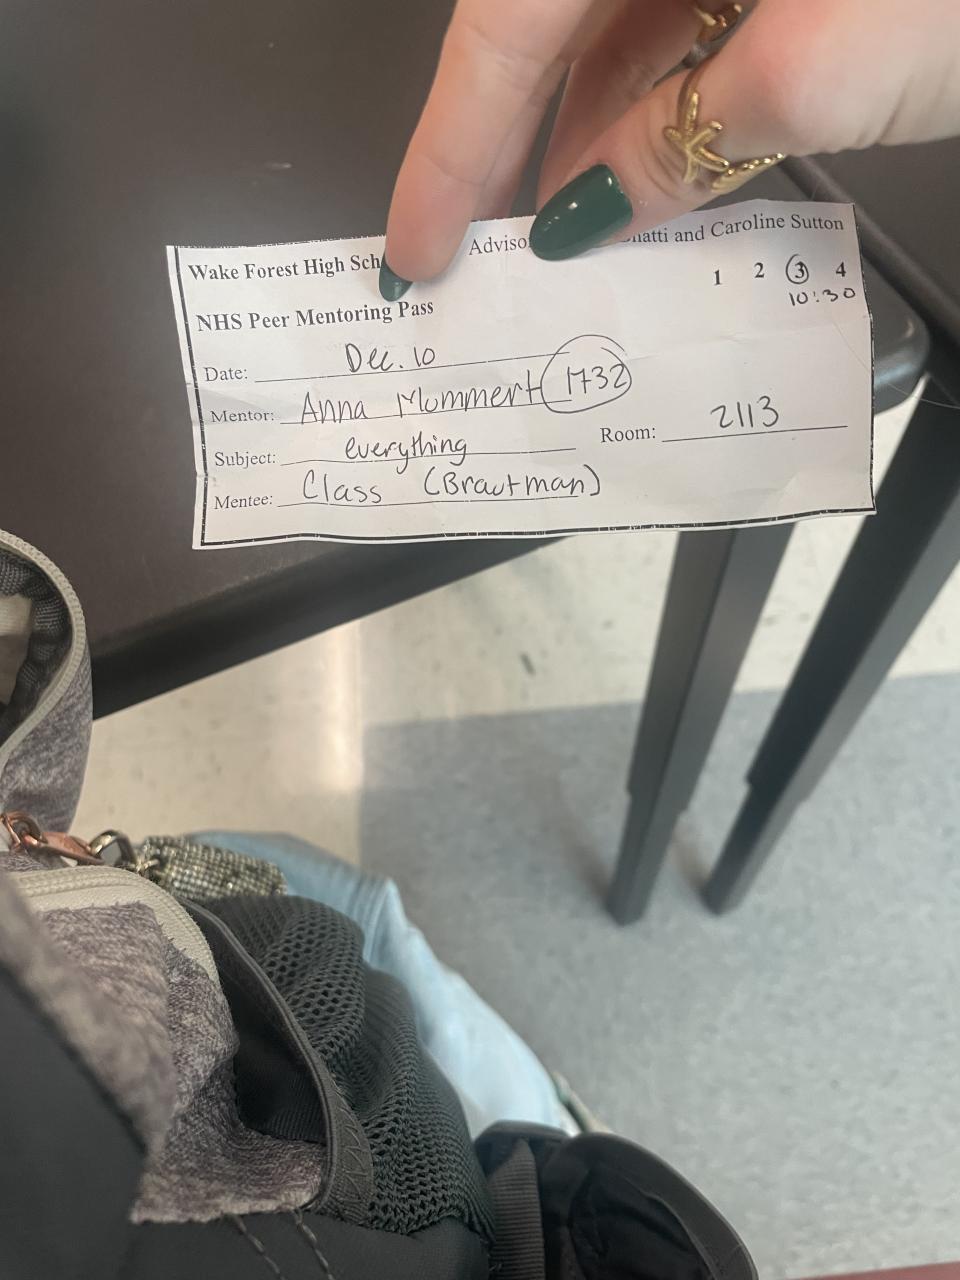 Wake Forest High Sch
Adviso hatti and Caroline Sutton
NHS Peer Mentoring Pass
1 2 3 4
10:30
Date: Dec. 10
Mentor: Anna Mummert 1732
Subject: everything Room: 2113
Mentee: Class (Brautman)